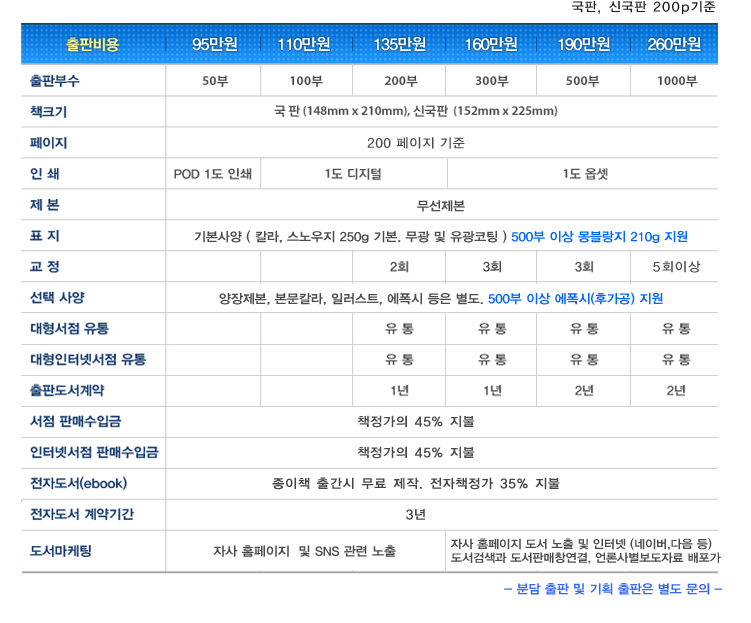 국판, 신국판 200p기준
출판비용 95만원 110만원 135만원 160만원 190만원 260만원
출판부수 50부 100부 200부 300부 500부 1000부
책크기 국 판 (148mm x 210mm), 신국판 (152mm x 225mm)
페이지 200 페이지 기준
인 쇄 POD 1도 인쇄 1도 디지털 1도 옵셋
제 본 무선제본
표 지 기본사양 ( 칼라, 스노우지 250g 기본. 무광 및 유광코팅 ) 500부 이상 몽블랑지 210g 지원
교 정 2회 3회 3회 5회이상
선택 사양 양장제본, 본문칼라, 일러스트, 에폭시 등은 별도. 500부 이상 에폭시(후가공) 지원
대형서점 유통 유 통 유 통 유 통 유 통
대형인터넷서점 유통 유 통 유 통 유 통 유 통
출판도서계약 1년 1년 2년 2년
서점 판매수입금 책정가의 45% 지불
인터넷서점 판매수입금 책정가의 45% 지불
전자도서(ebook) 종이책 출간시 무료 제작. 전자책정가 35% 지불
전자도서 계약기간 3년
도서마케팅 자사 홈페이지 및 SNS 관련 노출 자사 홈페이지 도서 노출 및 인터넷 (네이버,다음 등)
도서검색과 도서판매창연결, 언론사별보도자료 배포가
– 분담 출판 및 기획 출판은 별도 문의 –